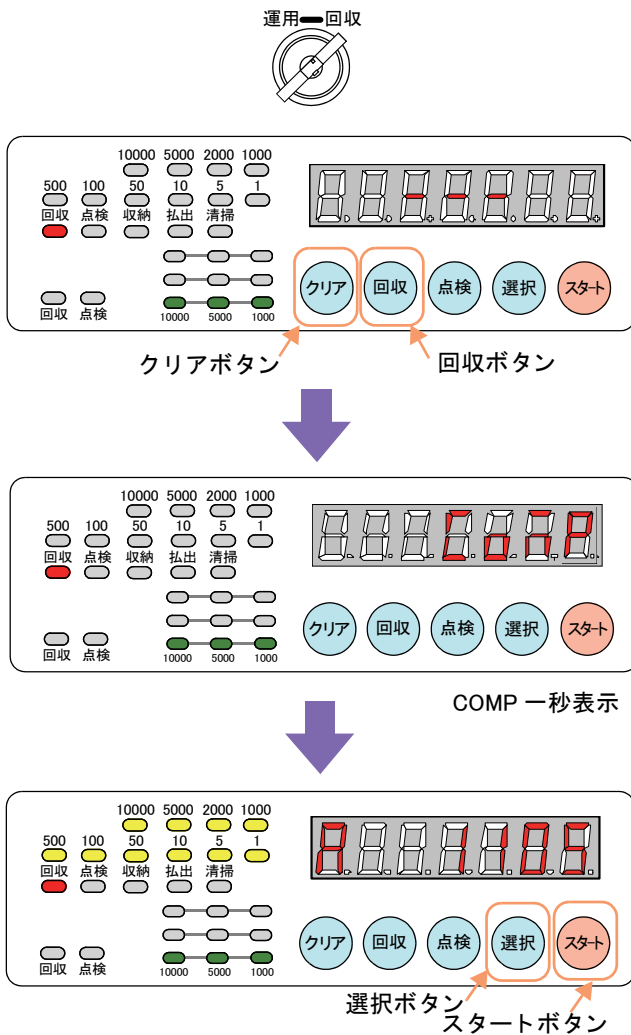 運用 回収
10000 5000 2000 1000
500 100 50 10 5 1
回収 点検 収納 払出 清掃
---
クリア 回収 点検 選択 スタート
回収 点検
10000 5000 1000
クリアボタン 回収ボタン
10000 5000 2000 1000
500 100 50 10 5 1
回収 点検 収納 払出 清掃
CoмP
クリア 回収 点検 選択 スタート
回収 点検
10000 5000 1000
COMP 一秒表示
10000 5000 2000 1000
500 100 50 10 5 1
回収 点検 収納 払出 清掃
A 1105
クリア 回収 点検 選択 スタート
回収 点検
10000 5000 1000
選択ボタン
スタートボタン